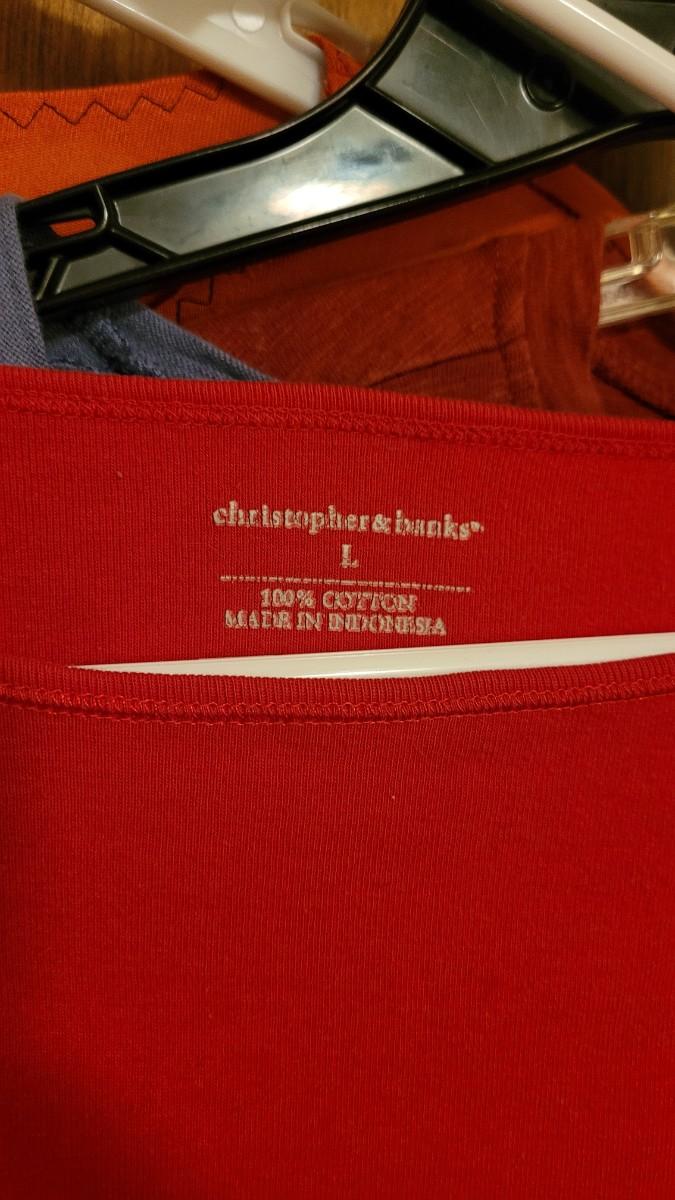 christopher & banks®
L
100% COTTON
MADE IN INDONESIA